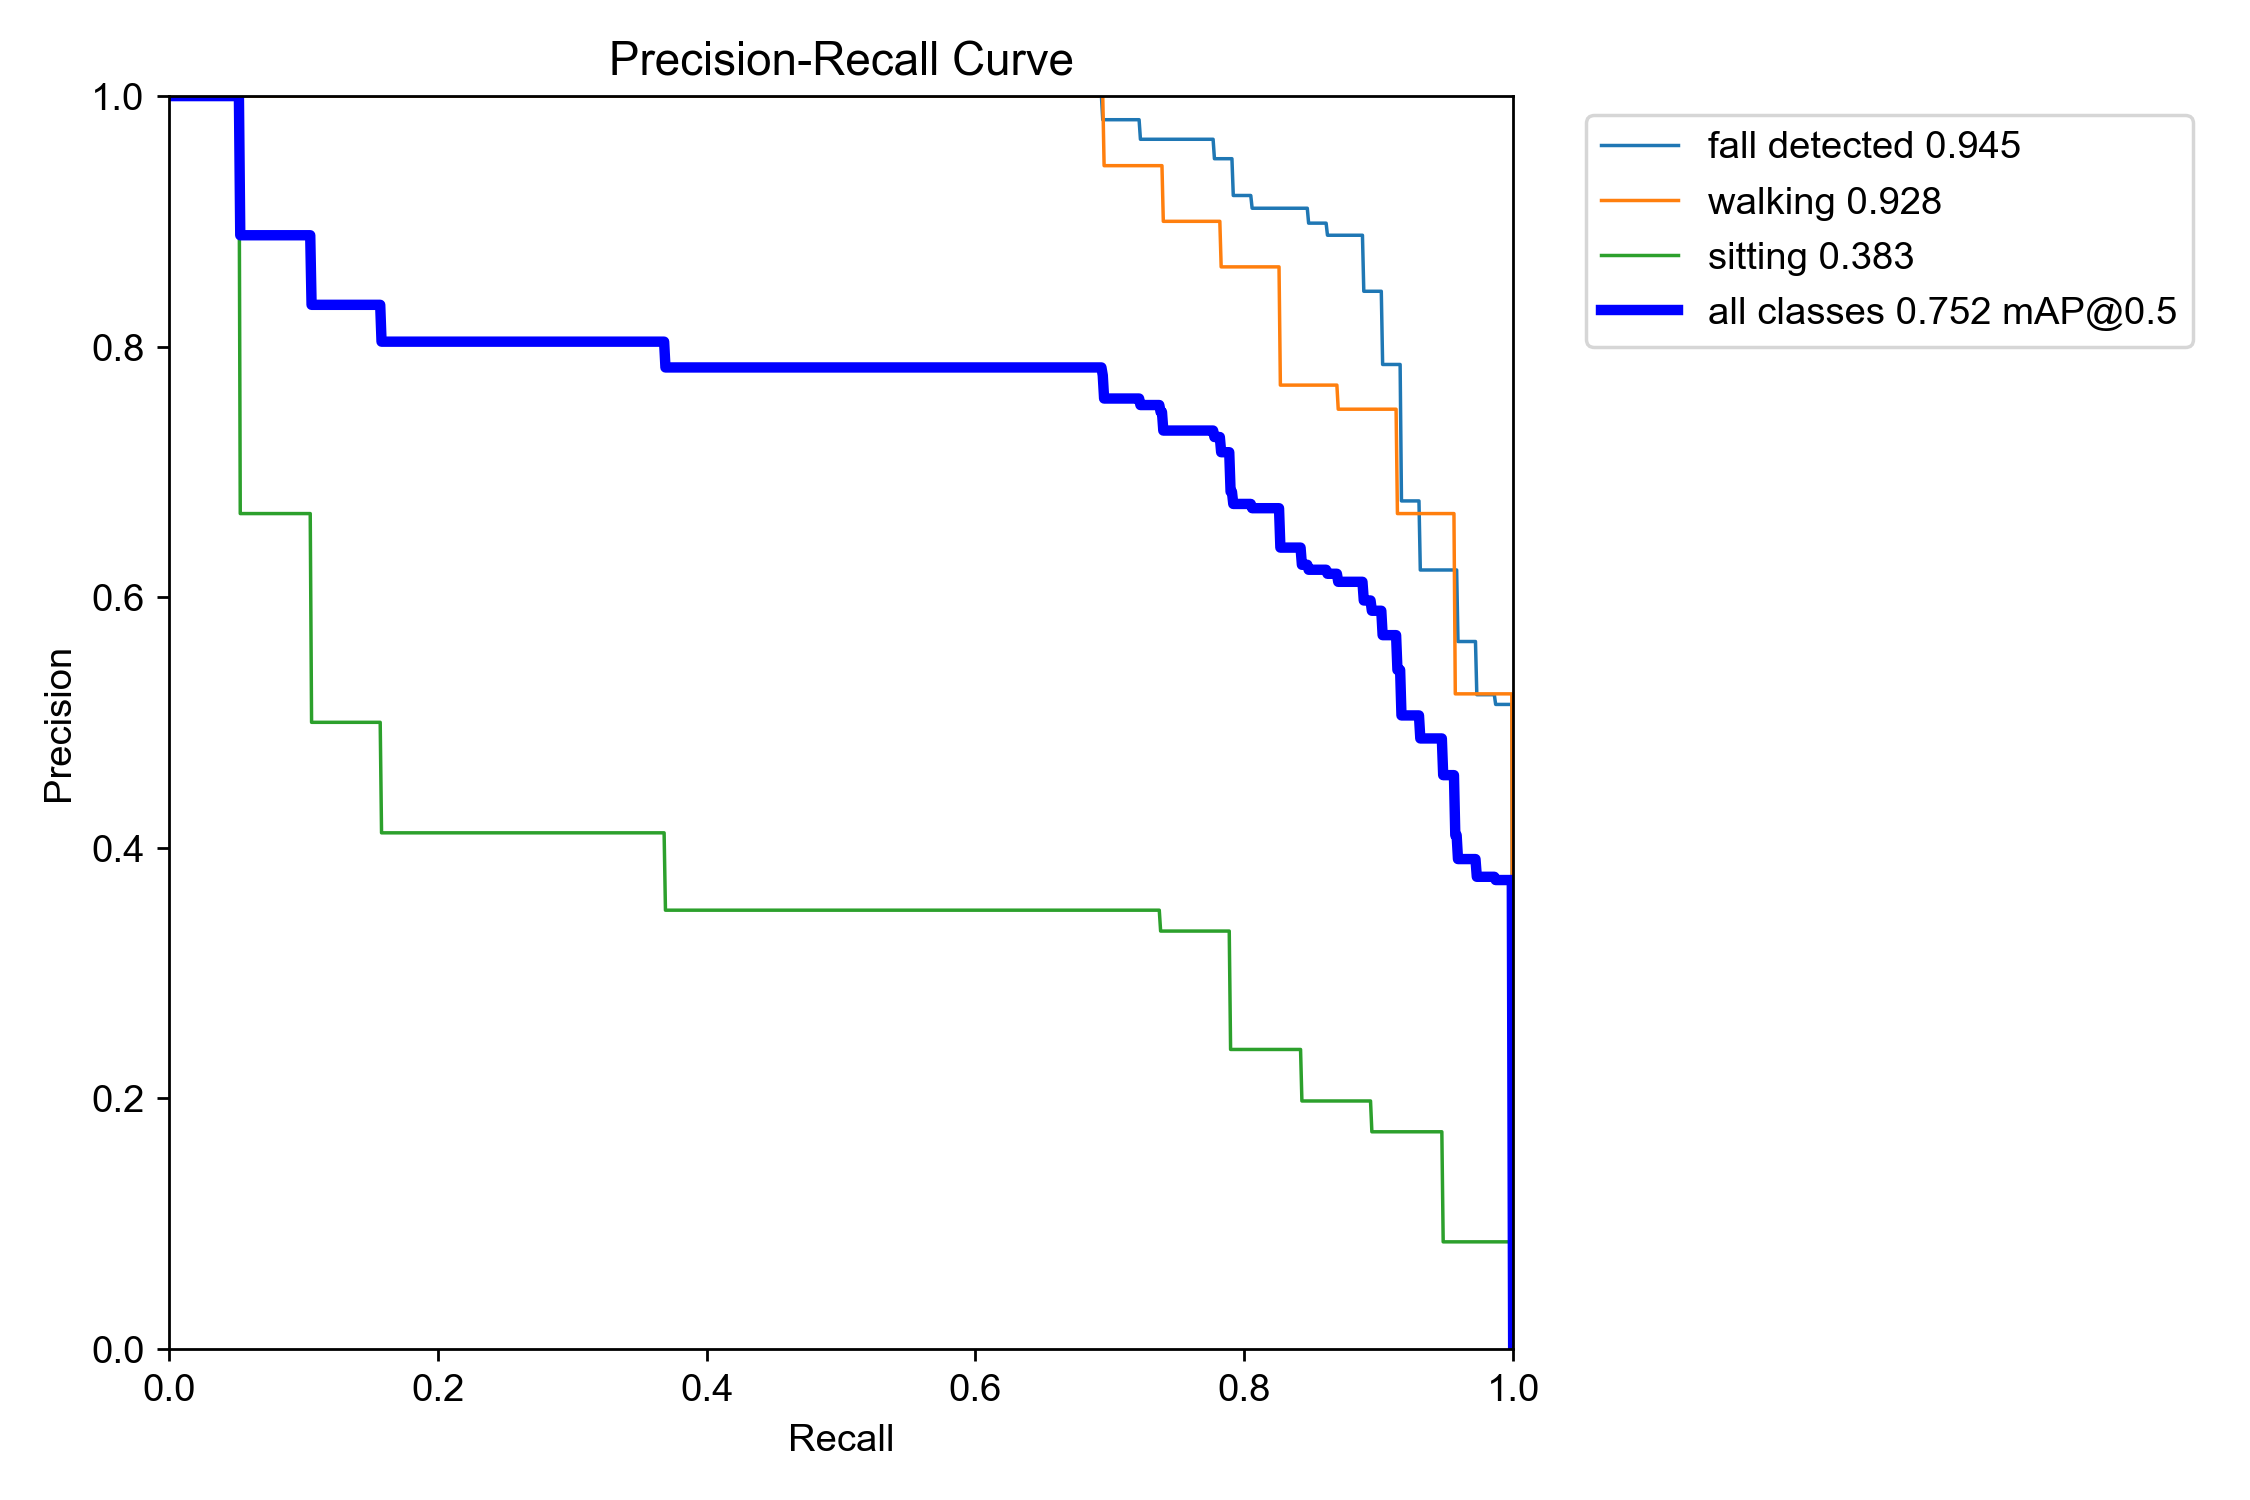 Precision-Recall Curve
1.0
0.8
0.6
0.4
0.2
0.0
Precision
0.0 0.2 0.4 0.6 0.8 1.0
Recall
fall detected 0.945
walking 0.928
sitting 0.383
all classes 0.752 mAP@0.5